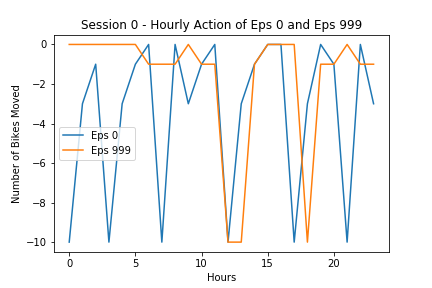 Session 0 - Hourly Action of Eps 0 and Eps 999
Number of Bikes Moved
0
−2
−4
−6
−8
−10
Eps 0
Eps 999
0 5 10 15 20
Hours